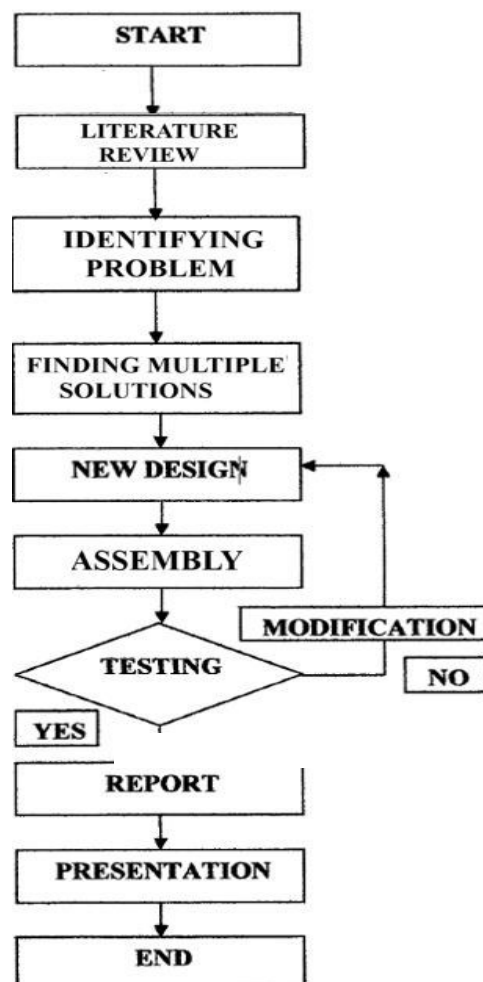 START
LITERATURE
REVIEW
IDENTIFYING
PROBLEM
FINDING MULTIPLE
SOLUTIONS
NEW DESIGN
ASSEMBLY
MODIFICATION
TESTING
NO
YES
REPORT
PRESENTATION
END